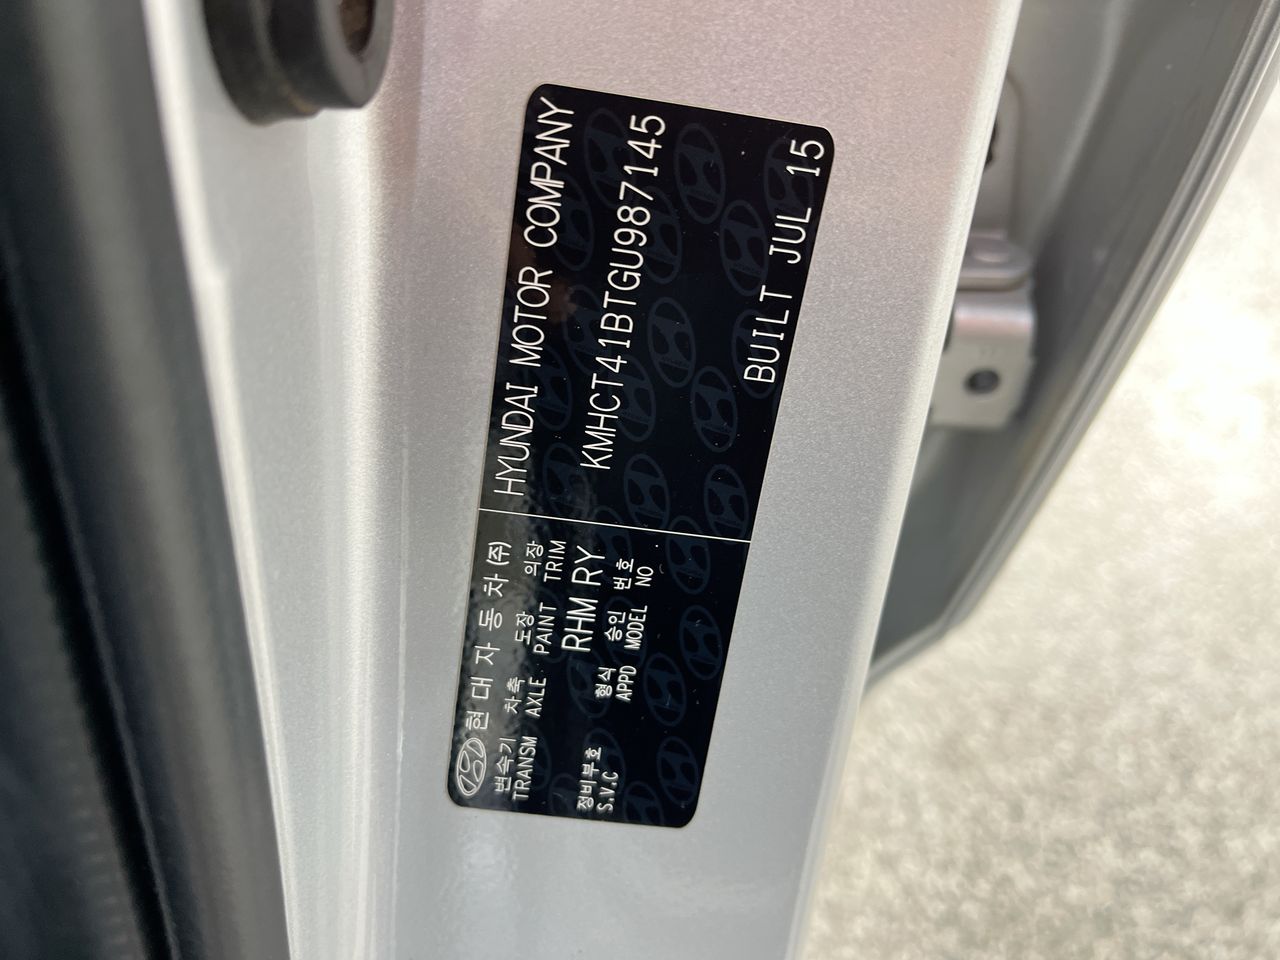 현대자동차(주)
HYUNDAI MOTOR COMPANY
변속기 차축 도장 의장
TRANSM AXLE PAINT TRIM
KMHCT41BTGU987145
RHM RY
정비부호
S.V.C
형식 승인 번호
APPD MODEL NO
BUILT JUL 15